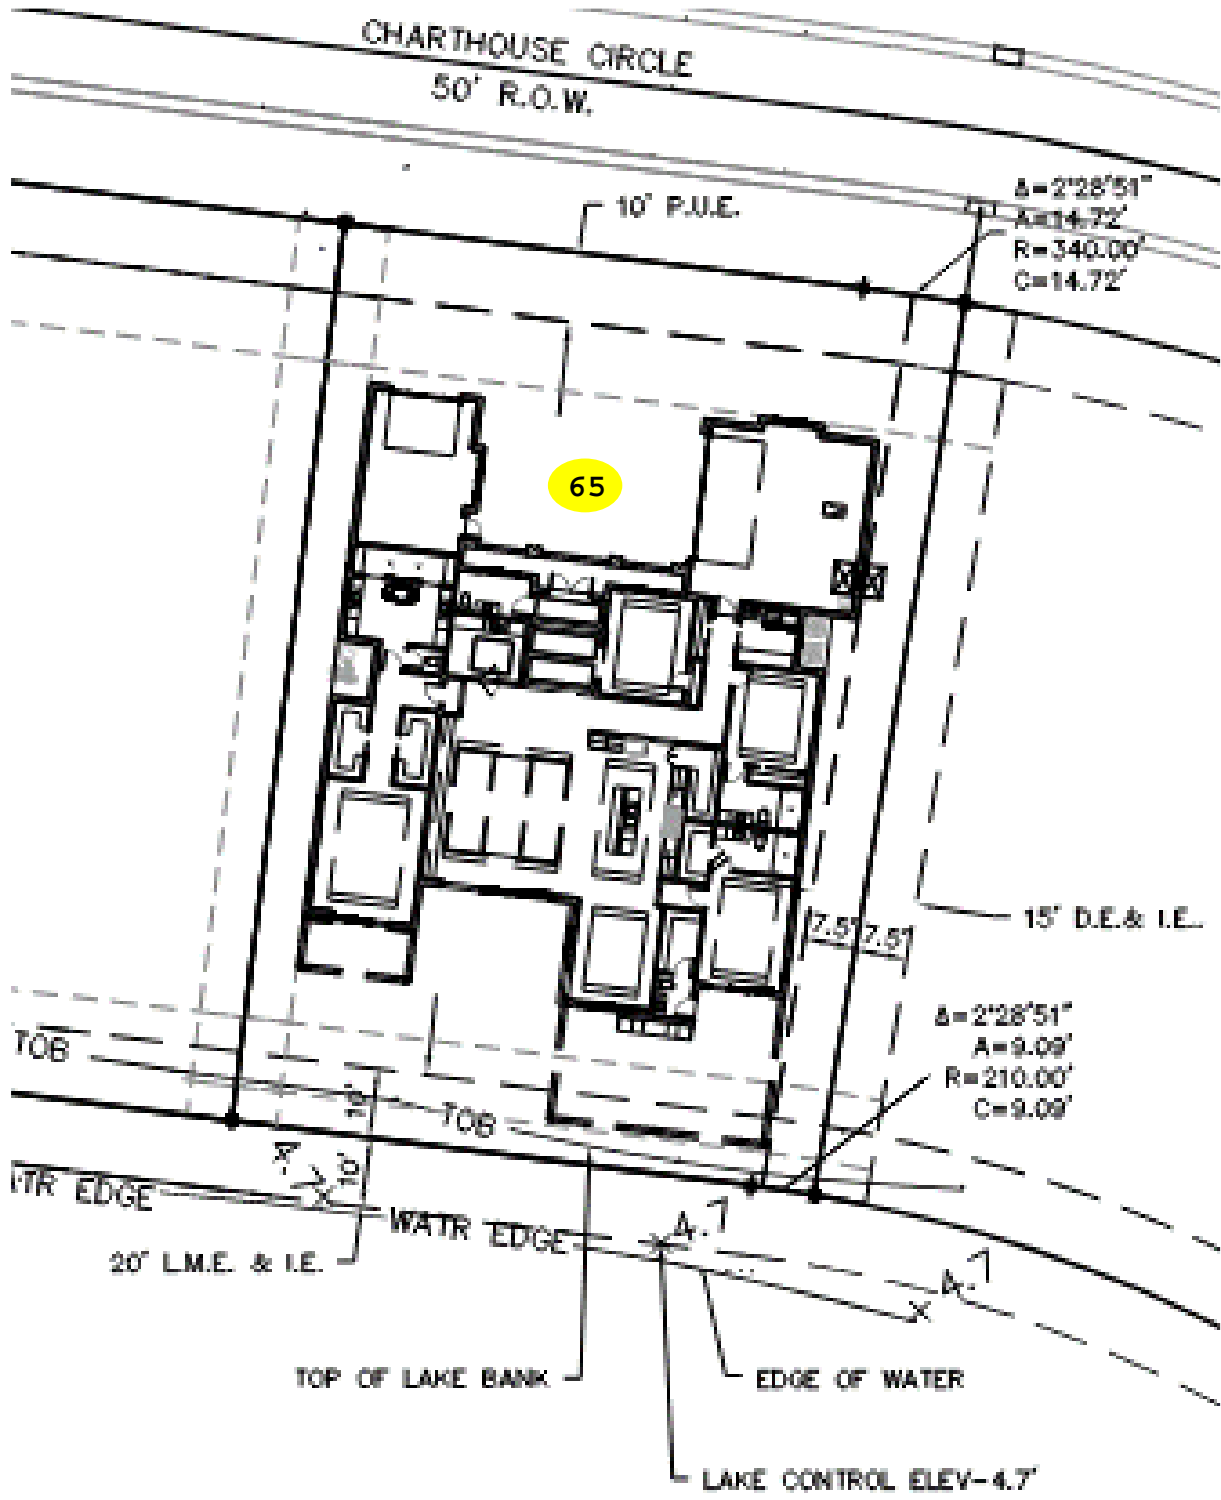 CHARTHOUSE CIRCLE
50' R.O.W.
10' P.U.E.
Δ=2°28'51"
A=14.72'
R=340.00'
C=14.72'
65
7.5' 7.5'
15' D.E.& I.E.
Δ=2°28'51"
A=9.09'
R=210.00'
C=9.09'
TOB
TOB
10'
10'
WATR EDGE
4.7
4.7
20' L.M.E. & I.E.
TOP OF LAKE BANK
EDGE OF WATER
LAKE CONTROL ELEV-4.7'